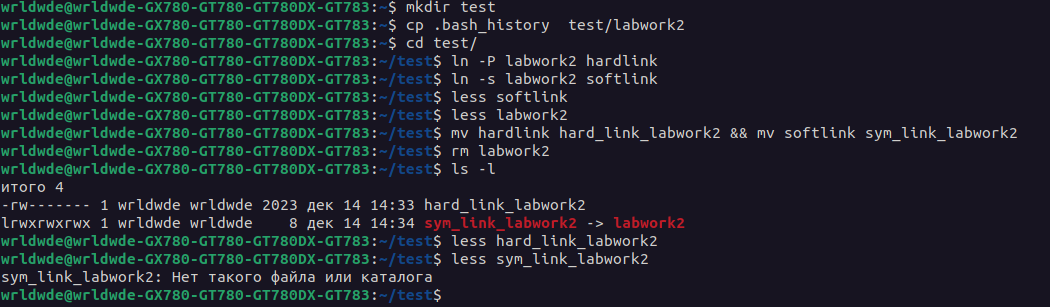 wrldwde@wrldwde-GX780-GT780-GT780DX-GT783:~$ mkdir test
wrldwde@wrldwde-GX780-GT780-GT780DX-GT783:~$ cp .bash_history  test/labwork2
wrldwde@wrldwde-GX780-GT780-GT780DX-GT783:~$ cd test/
wrldwde@wrldwde-GX780-GT780-GT780DX-GT783:~/test$ ln -P labwork2 hardlink
wrldwde@wrldwde-GX780-GT780-GT780DX-GT783:~/test$ ln -s labwork2 softlink
wrldwde@wrldwde-GX780-GT780-GT780DX-GT783:~/test$ less softlink
wrldwde@wrldwde-GX780-GT780-GT780DX-GT783:~/test$ less labwork2
wrldwde@wrldwde-GX780-GT780-GT780DX-GT783:~/test$ mv hardlink hard_link_labwork2 && mv softlink sym_link_labwork2
wrldwde@wrldwde-GX780-GT780-GT780DX-GT783:~/test$ rm labwork2
wrldwde@wrldwde-GX780-GT780-GT780DX-GT783:~/test$ ls -l
итого 4
-rw------- 1 wrldwde wrldwde 2023 дек 14 14:33 hard_link_labwork2
lrwxrwxrwx 1 wrldwde wrldwde    8 дек 14 14:34 sym_link_labwork2 -> labwork2
wrldwde@wrldwde-GX780-GT780-GT780DX-GT783:~/test$ less hard_link_labwork2
wrldwde@wrldwde-GX780-GT780-GT780DX-GT783:~/test$ less sym_link_labwork2
sym_link_labwork2: Нет такого файла или каталога
wrldwde@wrldwde-GX780-GT780-GT780DX-GT783:~/test$